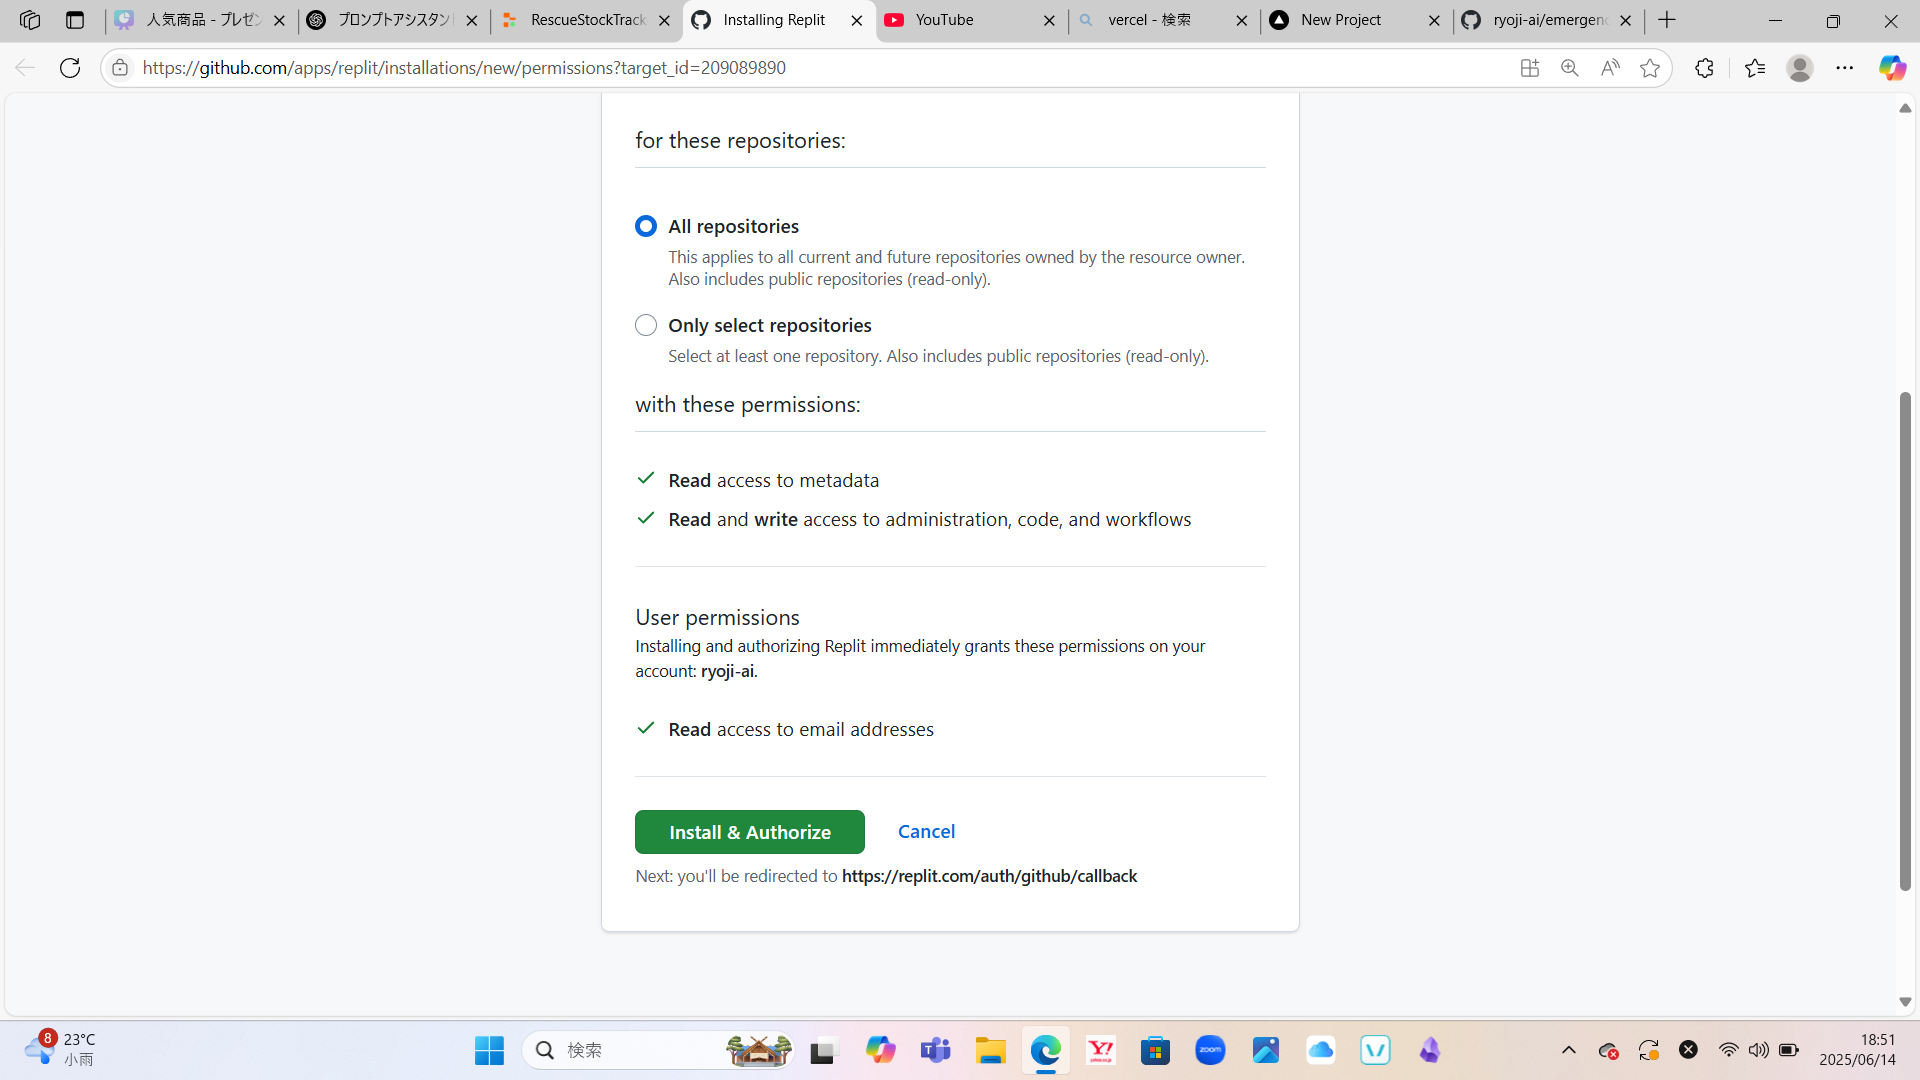 人気商品 - プレゼン
プロンプトアシスタント
RescueStockTrack
Installing Replit
YouTube
vercel - 検索
New Project
ryoji-ai/emergenc
https://github.com/apps/replit/installations/new/permissions?target_id=209089890
for these repositories:
All repositories
This applies to all current and future repositories owned by the resource owner.
Also includes public repositories (read-only).
Only select repositories
Select at least one repository. Also includes public repositories (read-only).
with these permissions:
Read access to metadata
Read and write access to administration, code, and workflows
User permissions
Installing and authorizing Replit immediately grants these permissions on your
account: ryoji-ai.
Read access to email addresses
Install & Authorize
Cancel
Next: you'll be redirected to https://replit.com/auth/github/callback
8
23°C
小雨
検索
zoom
18:51
2025/06/14